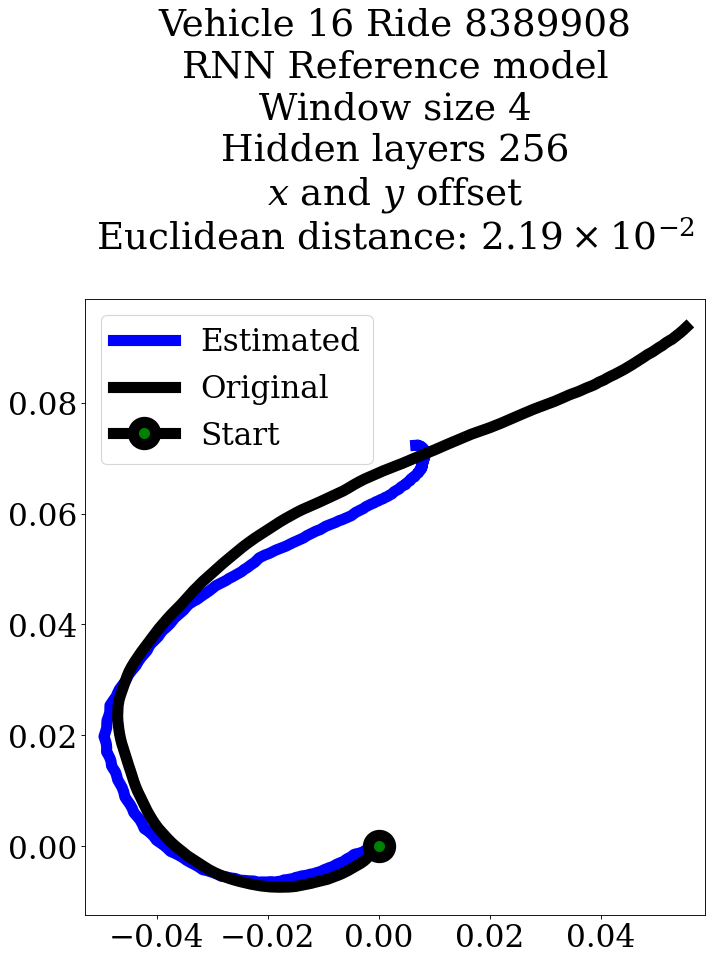 Vehicle 16 Ride 8389908
RNN Reference model
Window size 4
Hidden layers 256
x and y offset
Euclidean distance: 2.19 × 10⁻²
Estimated
Original
Start
0.08
0.06
0.04
0.02
0.00
−0.04 −0.02 0.00 0.02 0.04